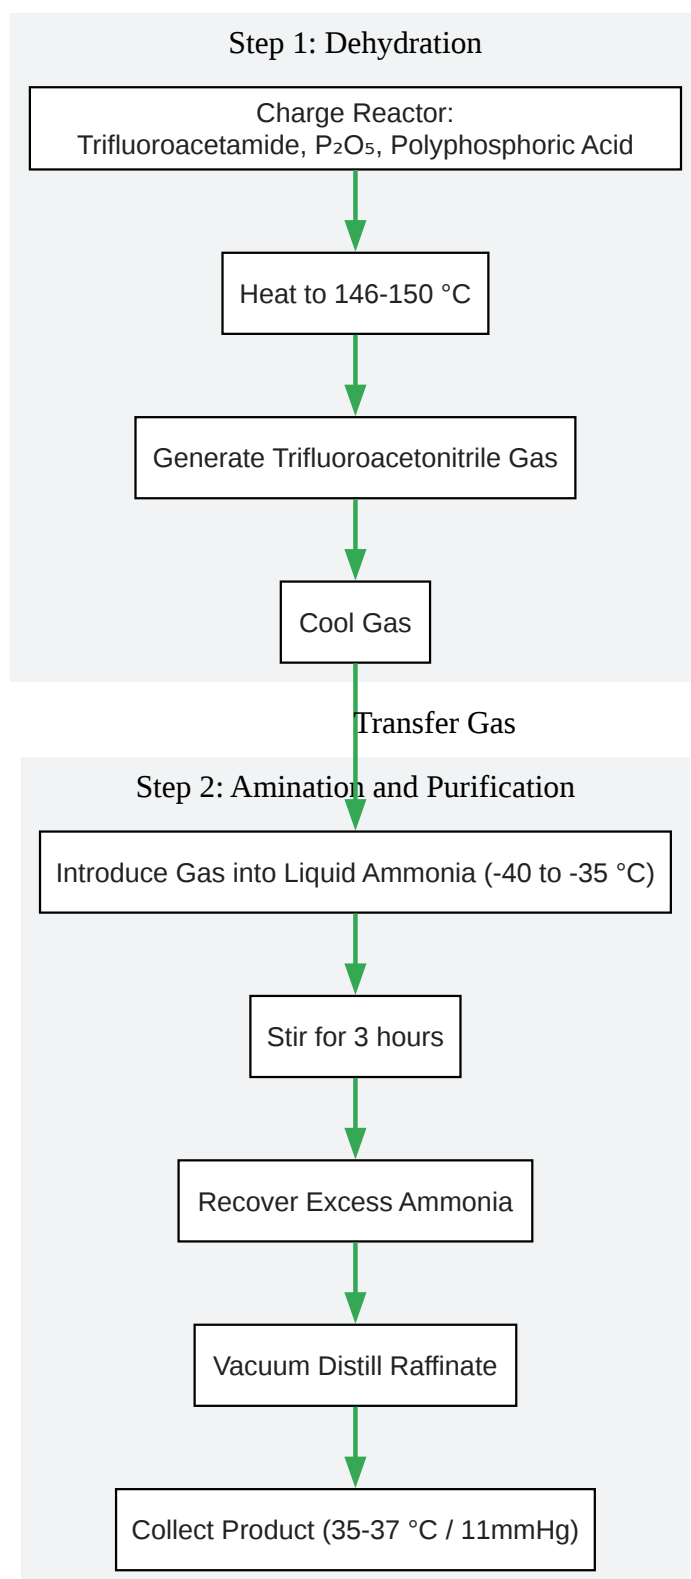 Step 1: Dehydration
Charge Reactor:
Trifluoroacetamide, P₂O₅, Polyphosphoric Acid
Heat to 146-150 °C
Generate Trifluoroacetonitrile Gas
Cool Gas
Transfer Gas
Step 2: Amination and Purification
Introduce Gas into Liquid Ammonia (-40 to -35 °C)
Stir for 3 hours
Recover Excess Ammonia
Vacuum Distill Raffinate
Collect Product (35-37 °C / 11mmHg)